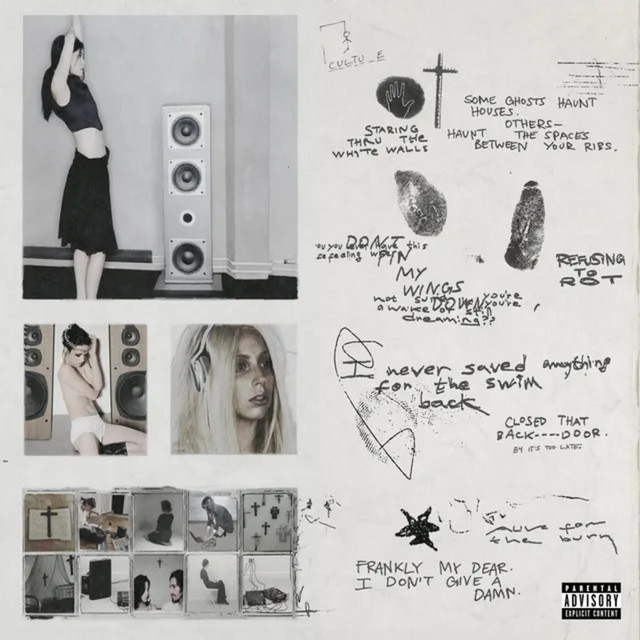 CULTU_E
SOME GHOSTS HAUNT
HOUSES.
OTHERS—
HAUNT THE SPACES
BETWEEN YOUR RIBS.
STARING
THRU THE
WHITE WALLS
you ever have this
feeling where
DON'T
PIN
MY
WINGS
DOWN
not sure if you're
awake or still
dreaming??
REFUSING
TO
ROT
I never saved anything
for the swim
back
CLOSED THAT
BACK----DOOR.
BY IT'S TOO LATE
for
the burn
FRANKLY MY DEAR.
I DON'T GIVE A
DAMN.
PARENTAL
ADVISORY
EXPLICIT CONTENT